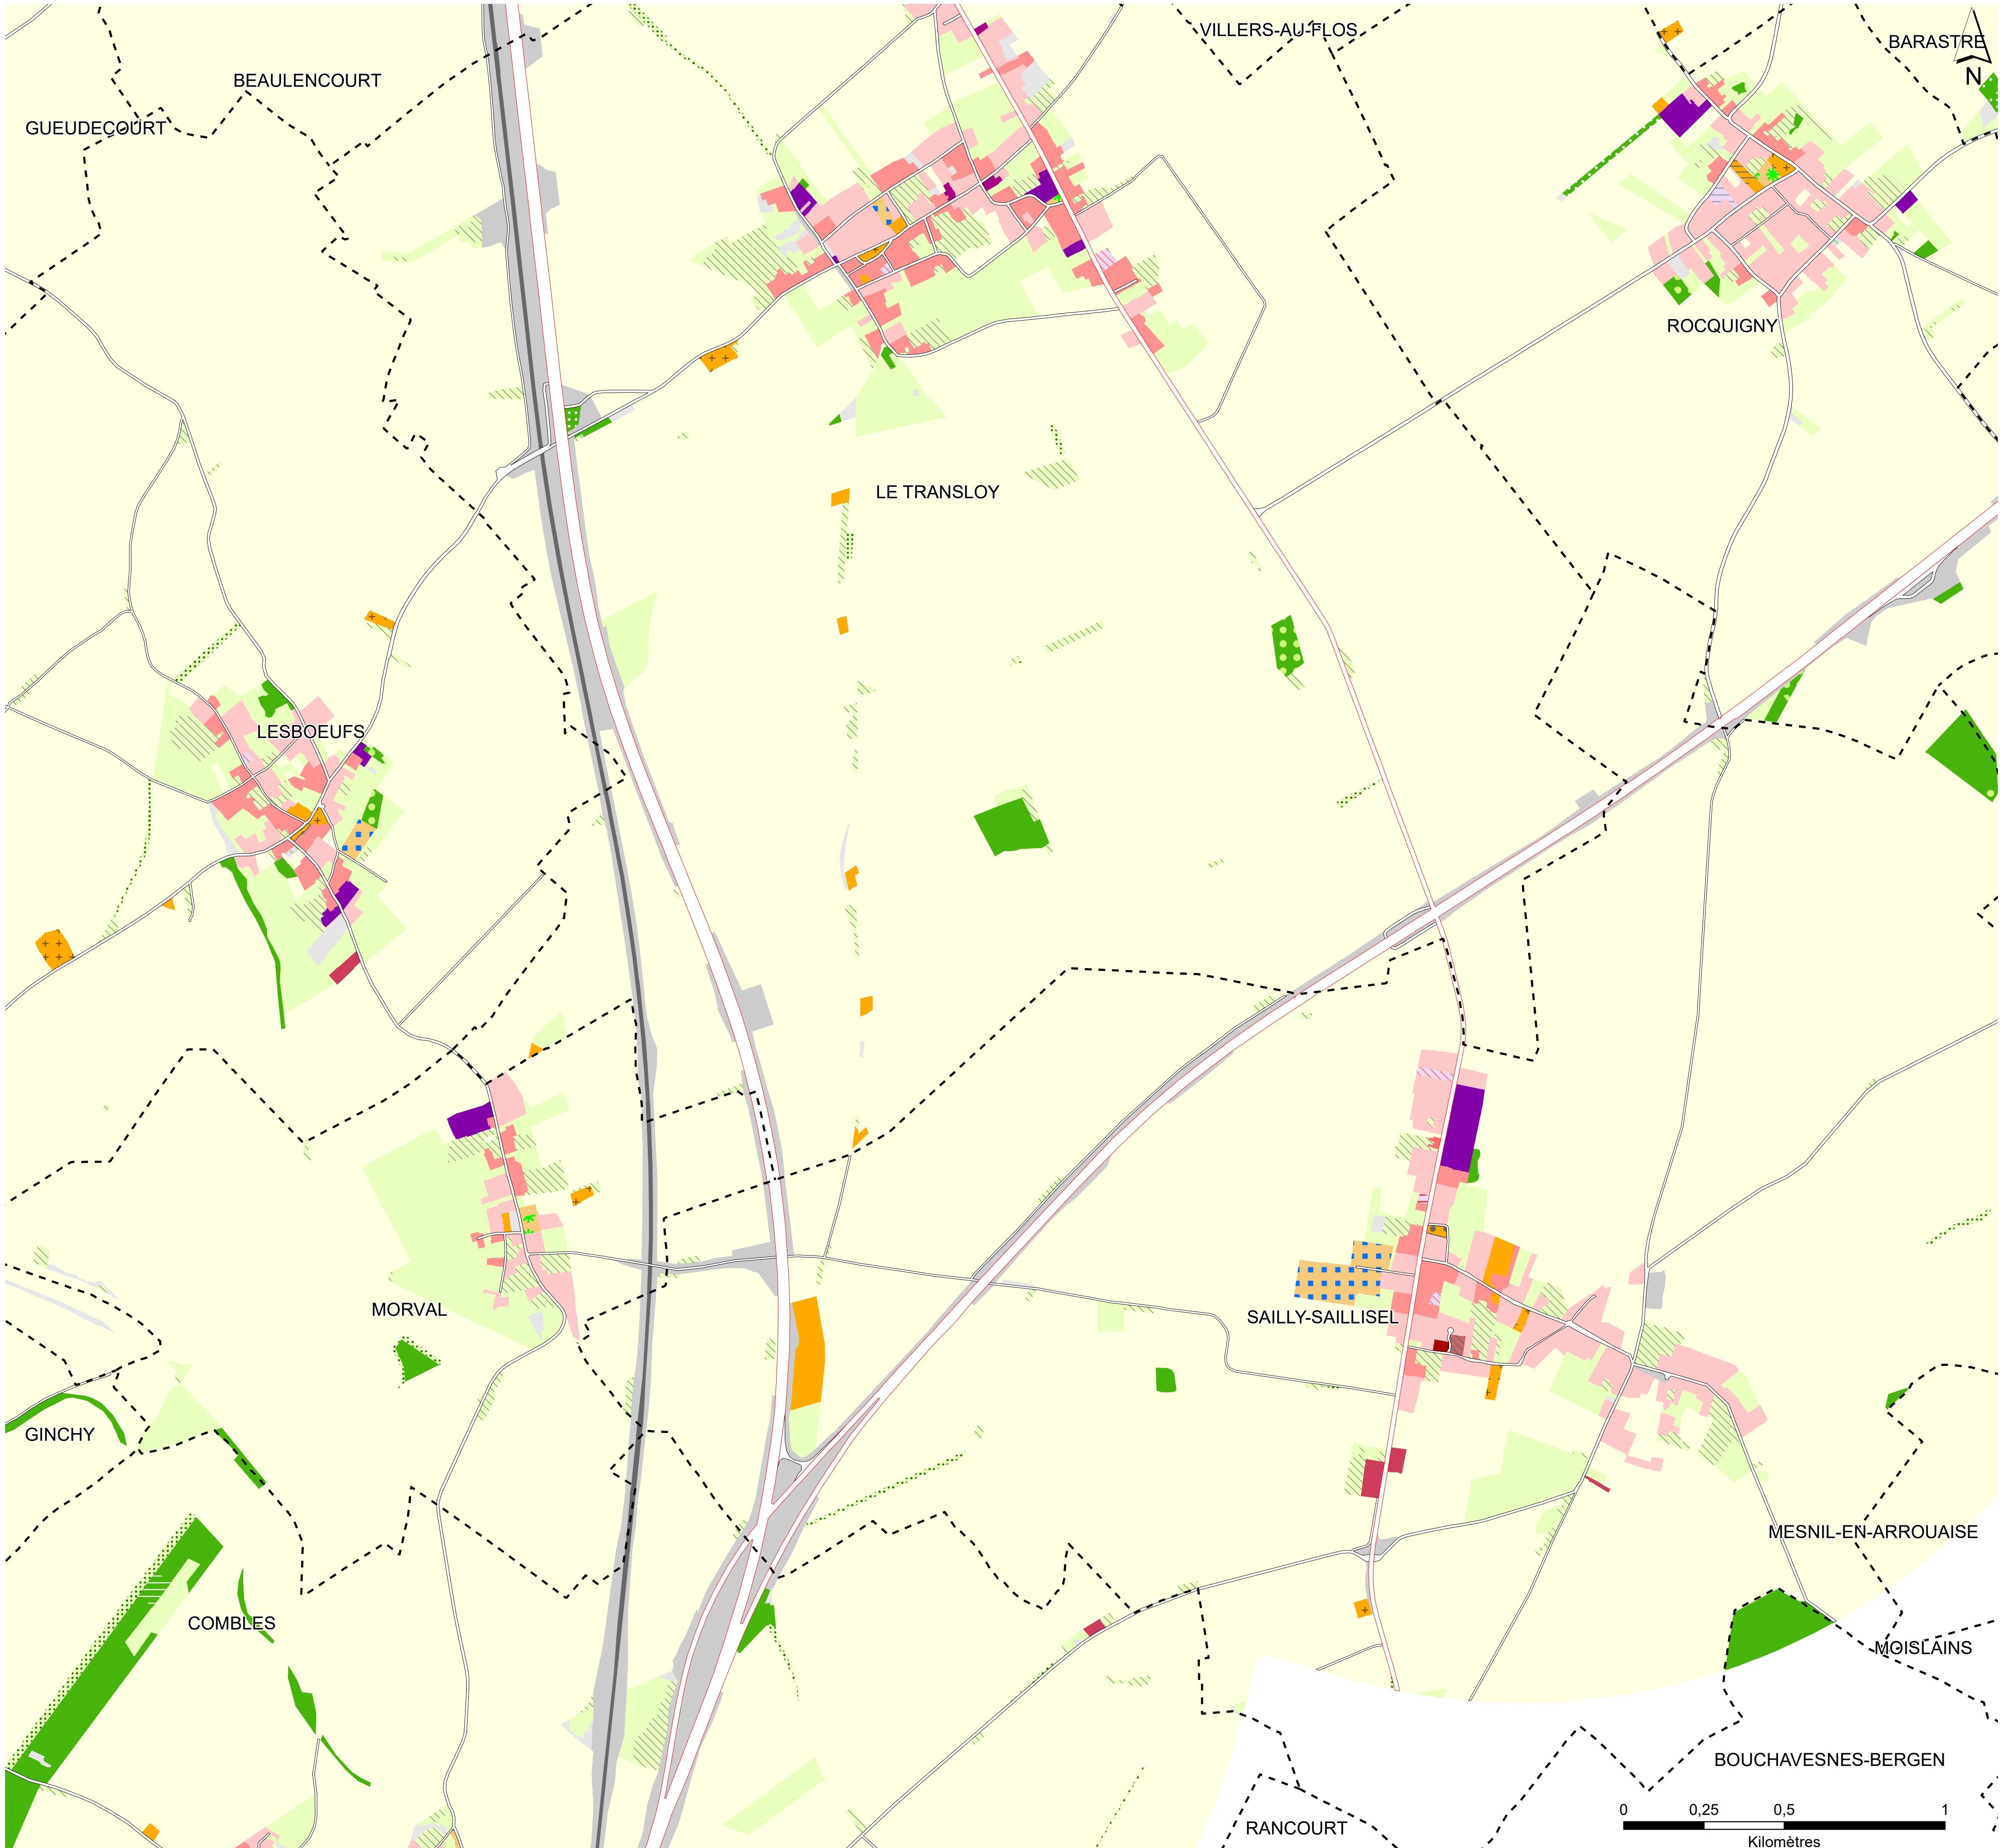 VILLERS-AU-FLOS
BARASTRE
N
BEAULENCOURT
GUEUDECOURT
ROCQUIGNY
LE TRANSLOY
LESBOEUFS
MORVAL
SAILLY-SAILLISEL
GINCHY
MESNIL-EN-ARROUAISE
COMBLES
MOISLAINS
BOUCHAVESNES-BERGEN
RANCOURT
0 0,25 0,5 1
Kilomètres